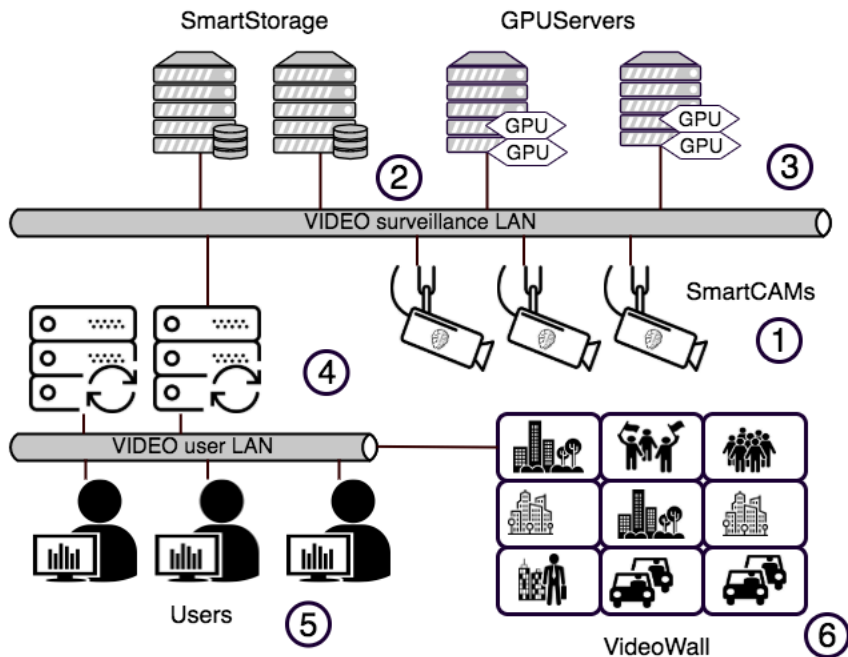 SmartStorage
GPUServers
GPU
GPU
GPU
GPU
2
3
VIDEO surveillance LAN
SmartCAMs
1
4
VIDEO user LAN
Users
5
VideoWall
6